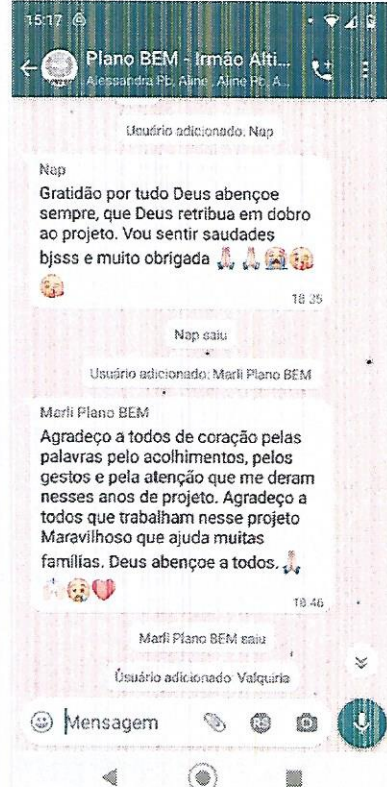 15:17
Plano BEM - Irmão Alti...
Alessandra Pb, Aline, Aline Pb, A...
Usuário adicionado: Nap
Nap
Gratidão por tudo Deus abençoe
sempre, que Deus retribua em dobro
ao projeto. Vou sentir saudades
bjsss e muito obrigada 🙏🙏😭😘
😘
18:35
Nap saiu
Usuário adicionado: Marli Plano BEM
Marli Plano BEM
Agradeço a todos de coração pelas
palavras pelo acolhimentos, pelos
gestos e pela atenção que me deram
nesses anos de projeto. Agradeço a
todos que trabalham nesse projeto
Maravilhoso que ajuda muitas
famílias. Deus abençoe a todos. 🙏
18:46
Marli Plano BEM saiu
Usuário adicionado: Valquiria
Mensagem
R$